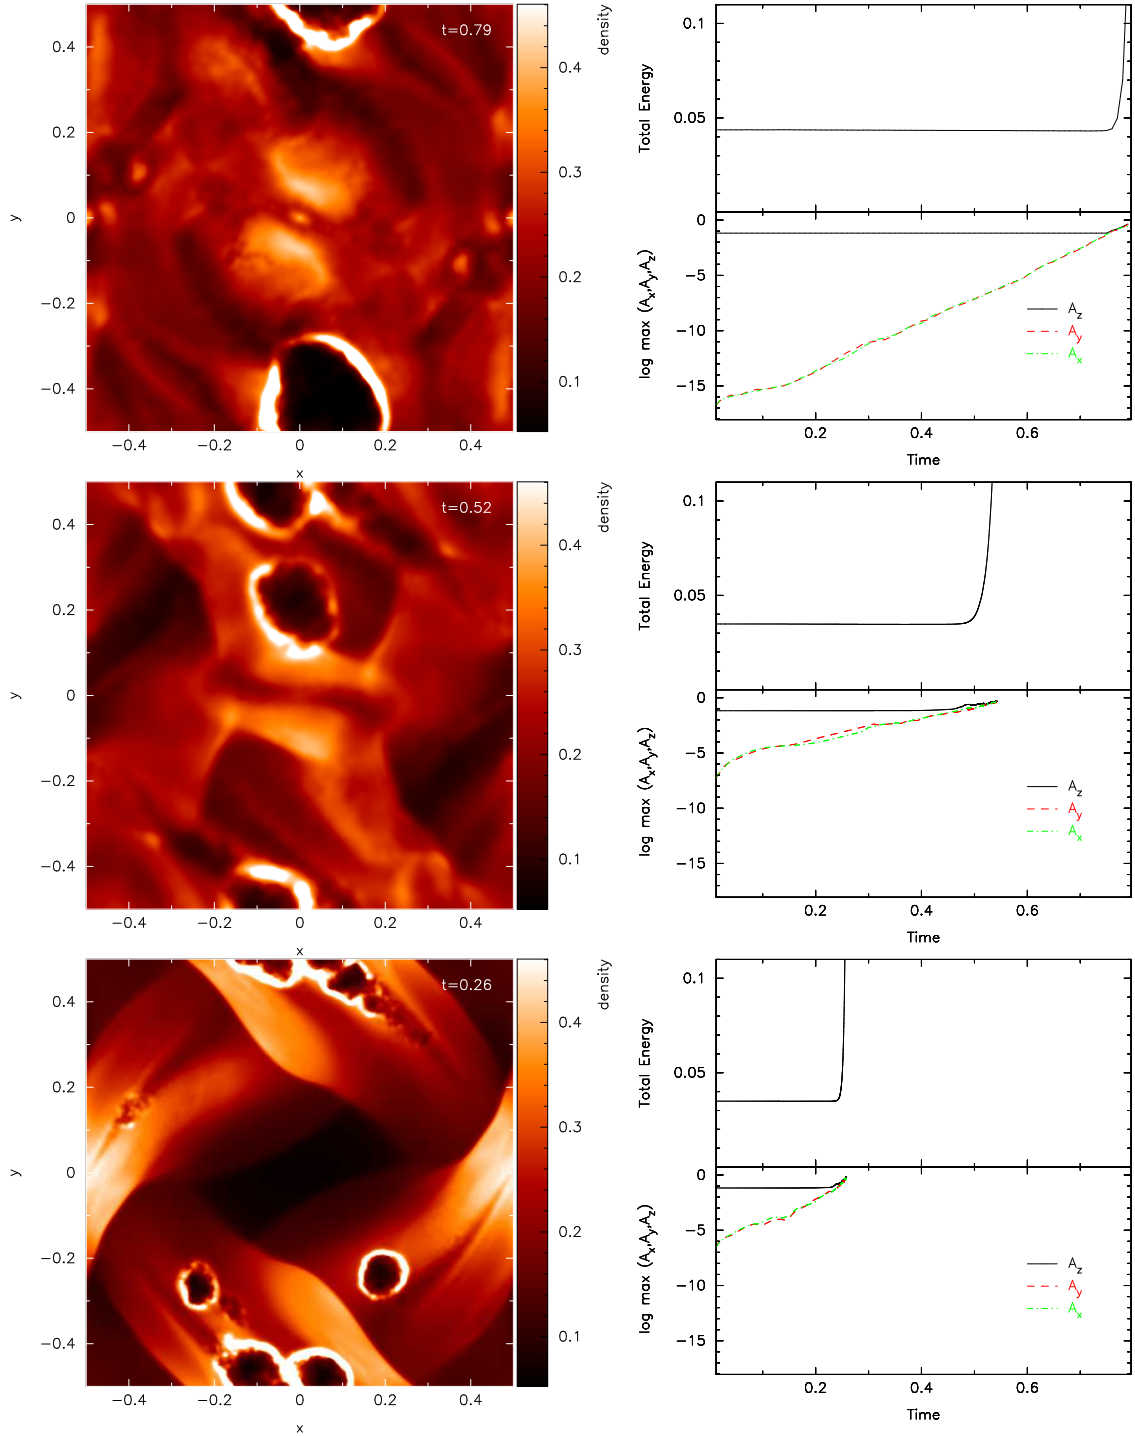 t=0.79
density
0.4
0.2
0
−0.2
−0.4
y
−0.4 −0.2 0 0.2 0.4
x
0.4
0.3
0.2
0.1
0.1
0.05
Total Energy
0
−5
−10
−15
log max (Ax,Ay,Az)
Az
Ay
Ax
0.2 0.4 0.6
Time
t=0.52
density
0.4
0.2
0
−0.2
−0.4
y
−0.4 −0.2 0 0.2 0.4
x
0.4
0.3
0.2
0.1
0.1
0.05
Total Energy
0
−5
−10
−15
log max (Ax,Ay,Az)
Az
Ay
Ax
0.2 0.4 0.6
Time
t=0.26
density
0.4
0.2
0
−0.2
−0.4
y
−0.4 −0.2 0 0.2 0.4
x
0.4
0.3
0.2
0.1
0.1
0.05
Total Energy
0
−5
−10
−15
log max (Ax,Ay,Az)
Az
Ay
Ax
0.2 0.4 0.6
Time